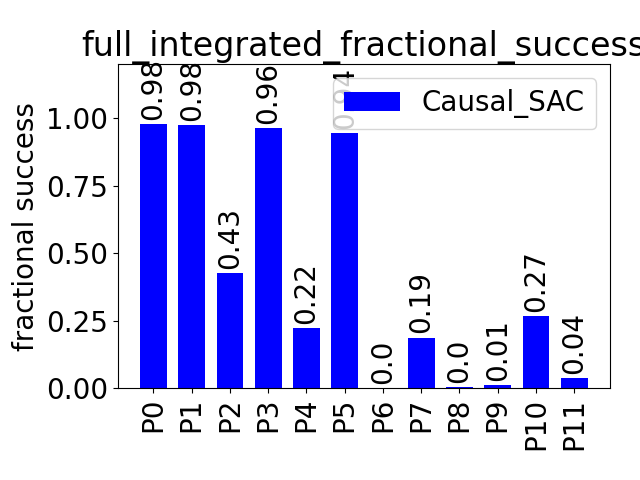 full_integrated_fractional_success
fractional success
1.00
0.75
0.50
0.25
0.00
Causal_SAC
0.98
0.98
0.43
0.96
0.22
0.94
0.0
0.19
0.0
0.01
0.27
0.04
P0
P1
P2
P3
P4
P5
P6
P7
P8
P9
P10
P11